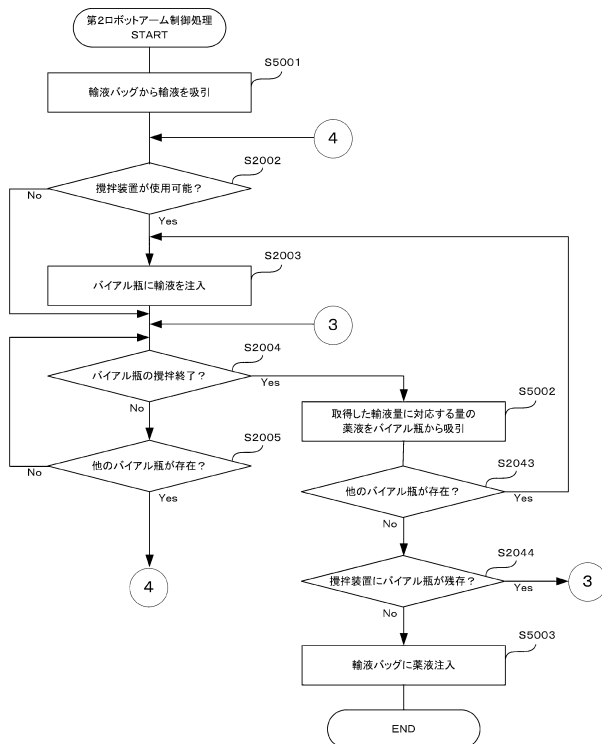 第2ロボットアーム制御処理
START
S5001
輸液バッグから輸液を吸引
4
S2002
攪拌装置が使用可能？
No
Yes
S2003
バイアル瓶に輸液を注入
3
S2004
バイアル瓶の攪拌終了？
Yes
No
S5002
取得した輸液量に対応する量の
薬液をバイアル瓶から吸引
S2005
他のバイアル瓶が存在？
No
Yes
S2043
他のバイアル瓶が存在？
Yes
No
4
S2044
攪拌装置にバイアル瓶が残存？
Yes
3
No
S5003
輸液バッグに薬液注入
END